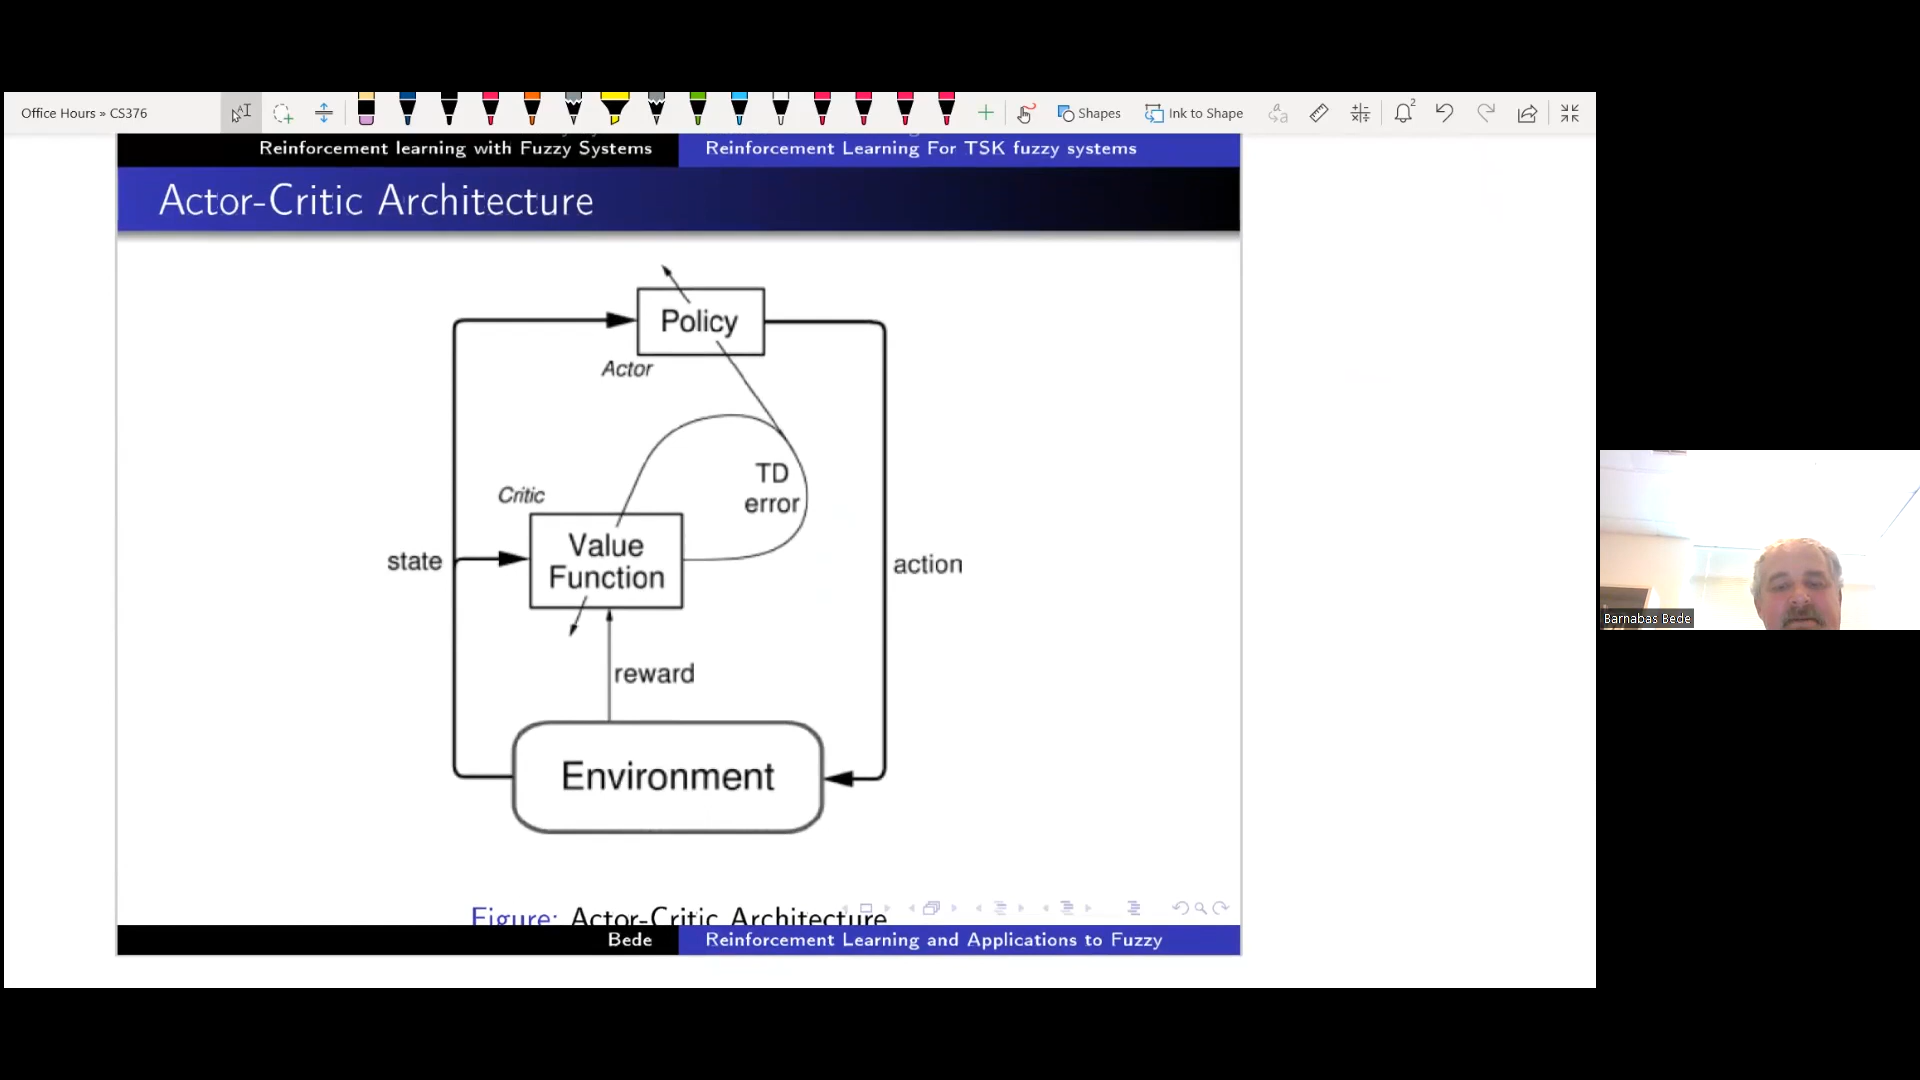 Office Hours » CS376
Shapes
Ink to Shape
2
Reinforcement learning with Fuzzy Systems
Reinforcement Learning For TSK fuzzy systems
Actor-Critic Architecture
Policy
Actor
TD
error
Critic
Value
Function
state
action
reward
Environment
Figure: Actor-Critic Architecture
Bede
Reinforcement Learning and Applications to Fuzzy
Barnabas Bede